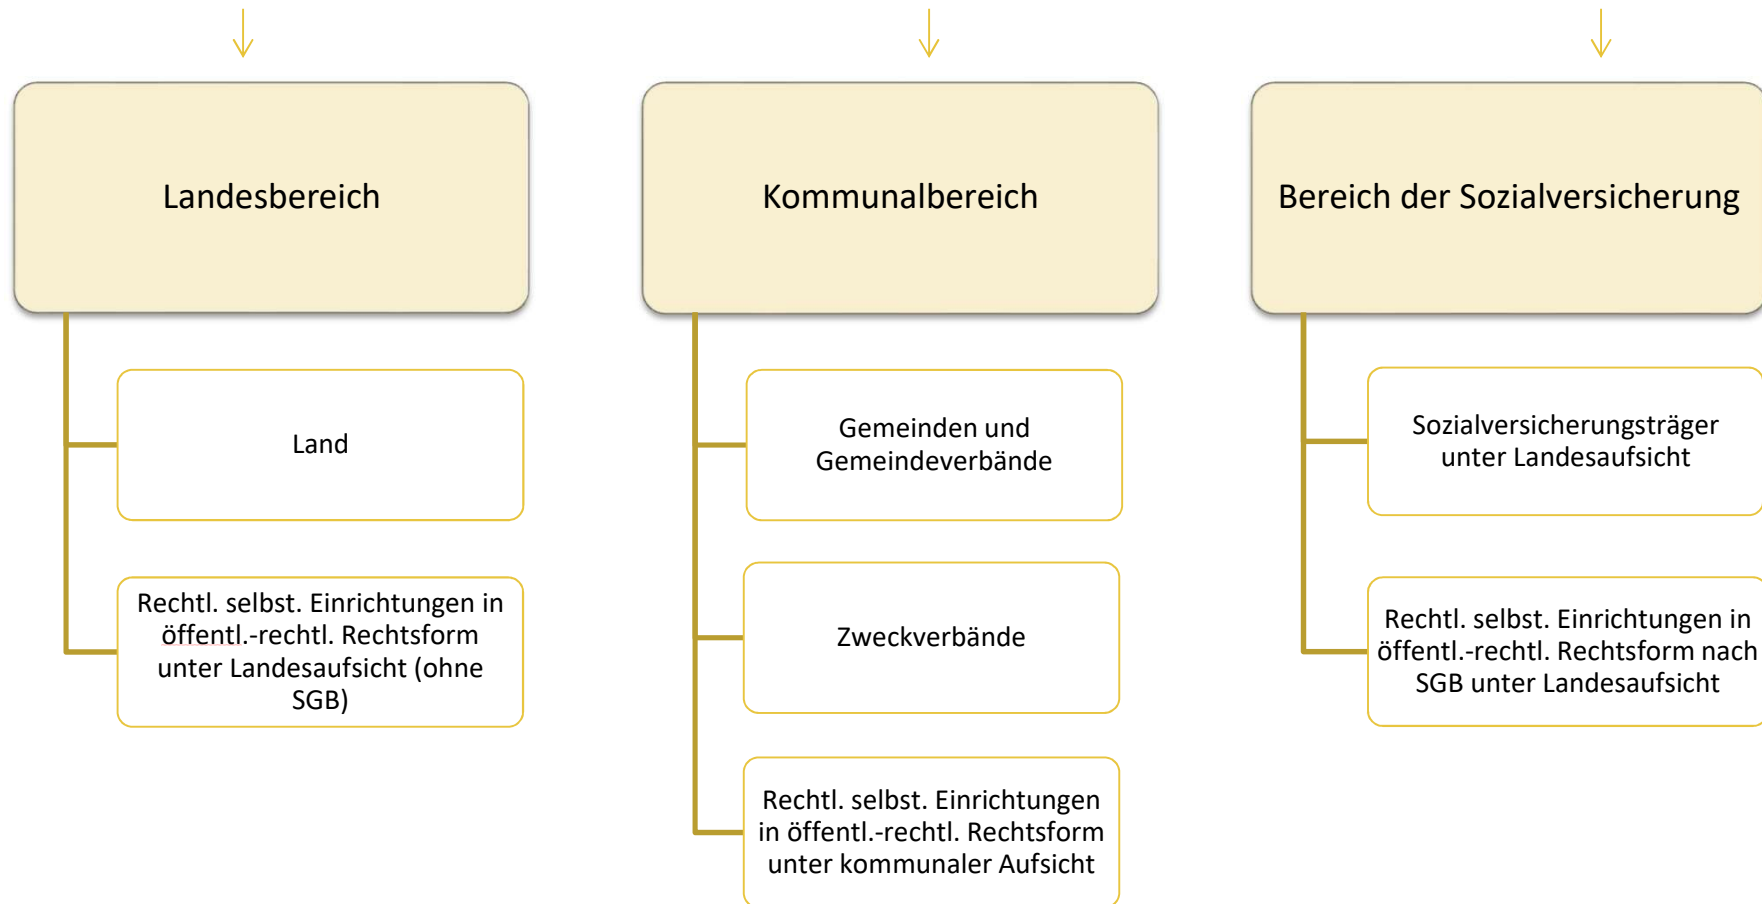 Landesbereich
Land
Rechtl. selbst. Einrichtungen in
öffentl.-rechtl. Rechtsform
unter Landesaufsicht (ohne
SGB)
Kommunalbereich
Gemeinden und
Gemeindeverbände
Zweckverbände
Rechtl. selbst. Einrichtungen
in öffentl.-rechtl. Rechtsform
unter kommunaler Aufsicht
Bereich der Sozialversicherung
Sozialversicherungsträger
unter Landesaufsicht
Rechtl. selbst. Einrichtungen in
öffentl.-rechtl. Rechtsform nach
SGB unter Landesaufsicht